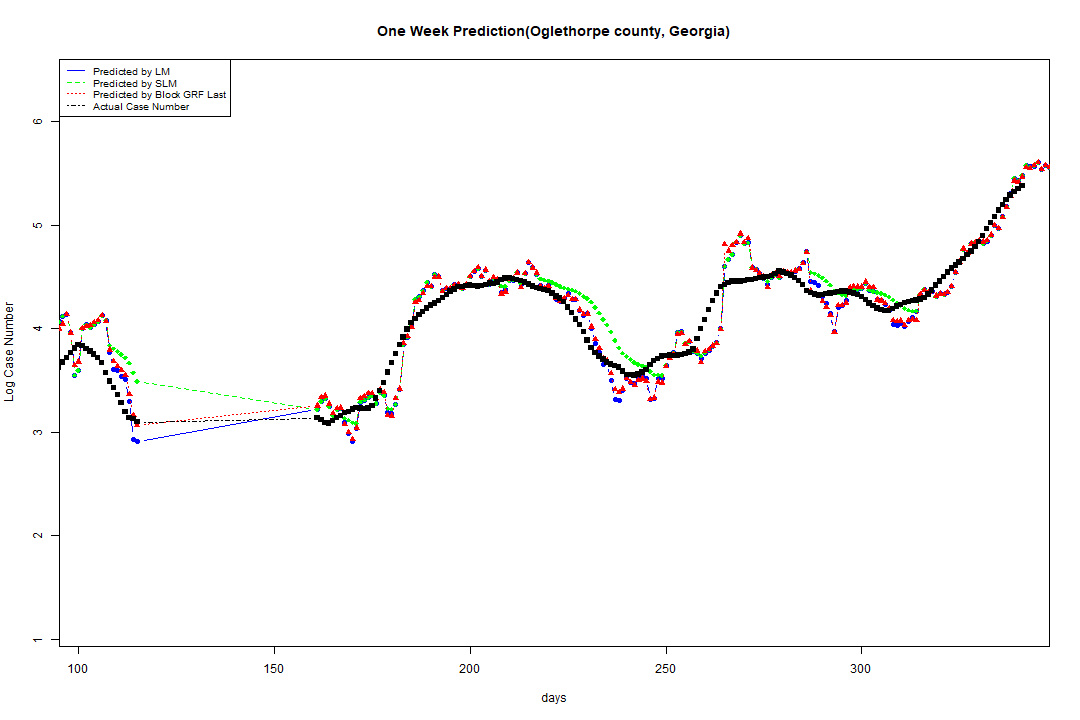 One Week Prediction(Oglethorpe county, Georgia)
Predicted by LM
Predicted by SLM
Predicted by Block GRF Last
Actual Case Number
Log Case Number
6
5
4
3
2
1
100 150 200 250 300
days